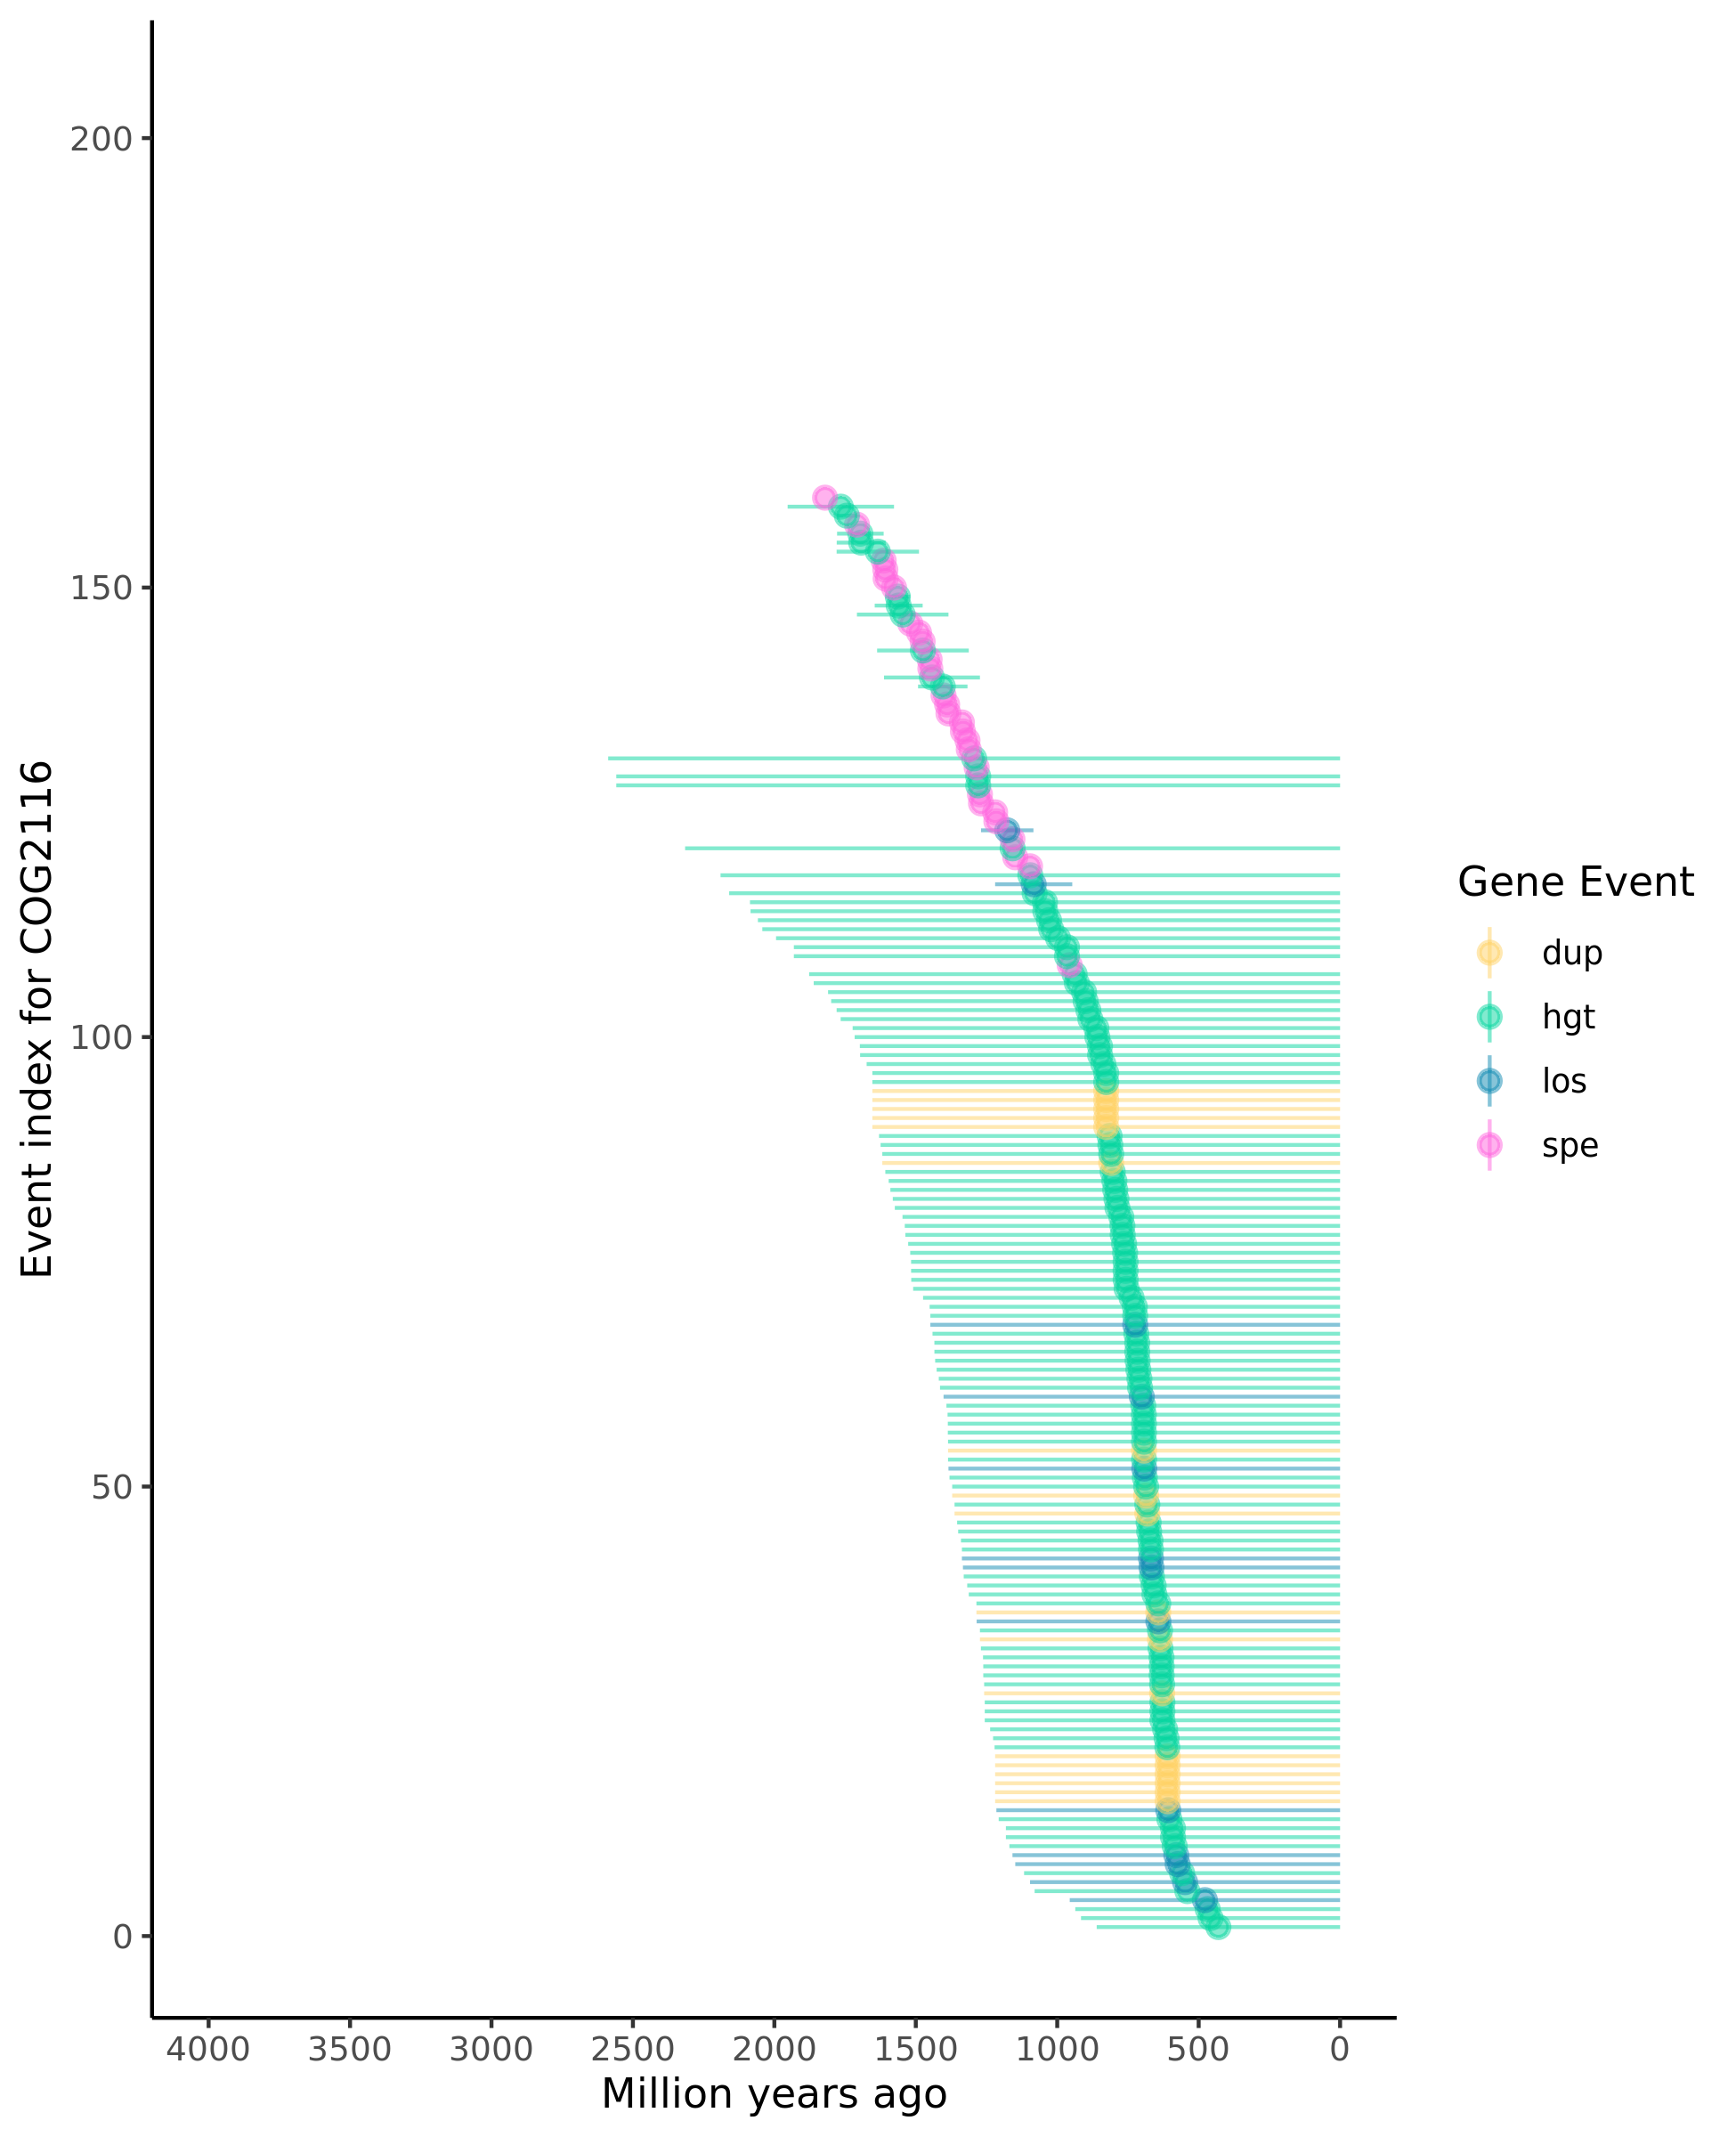 Event index for COG2116
200
150
100
50
0
4000 3500 3000 2500 2000 1500 1000 500 0
Million years ago
Gene Event
dup
hgt
los
spe